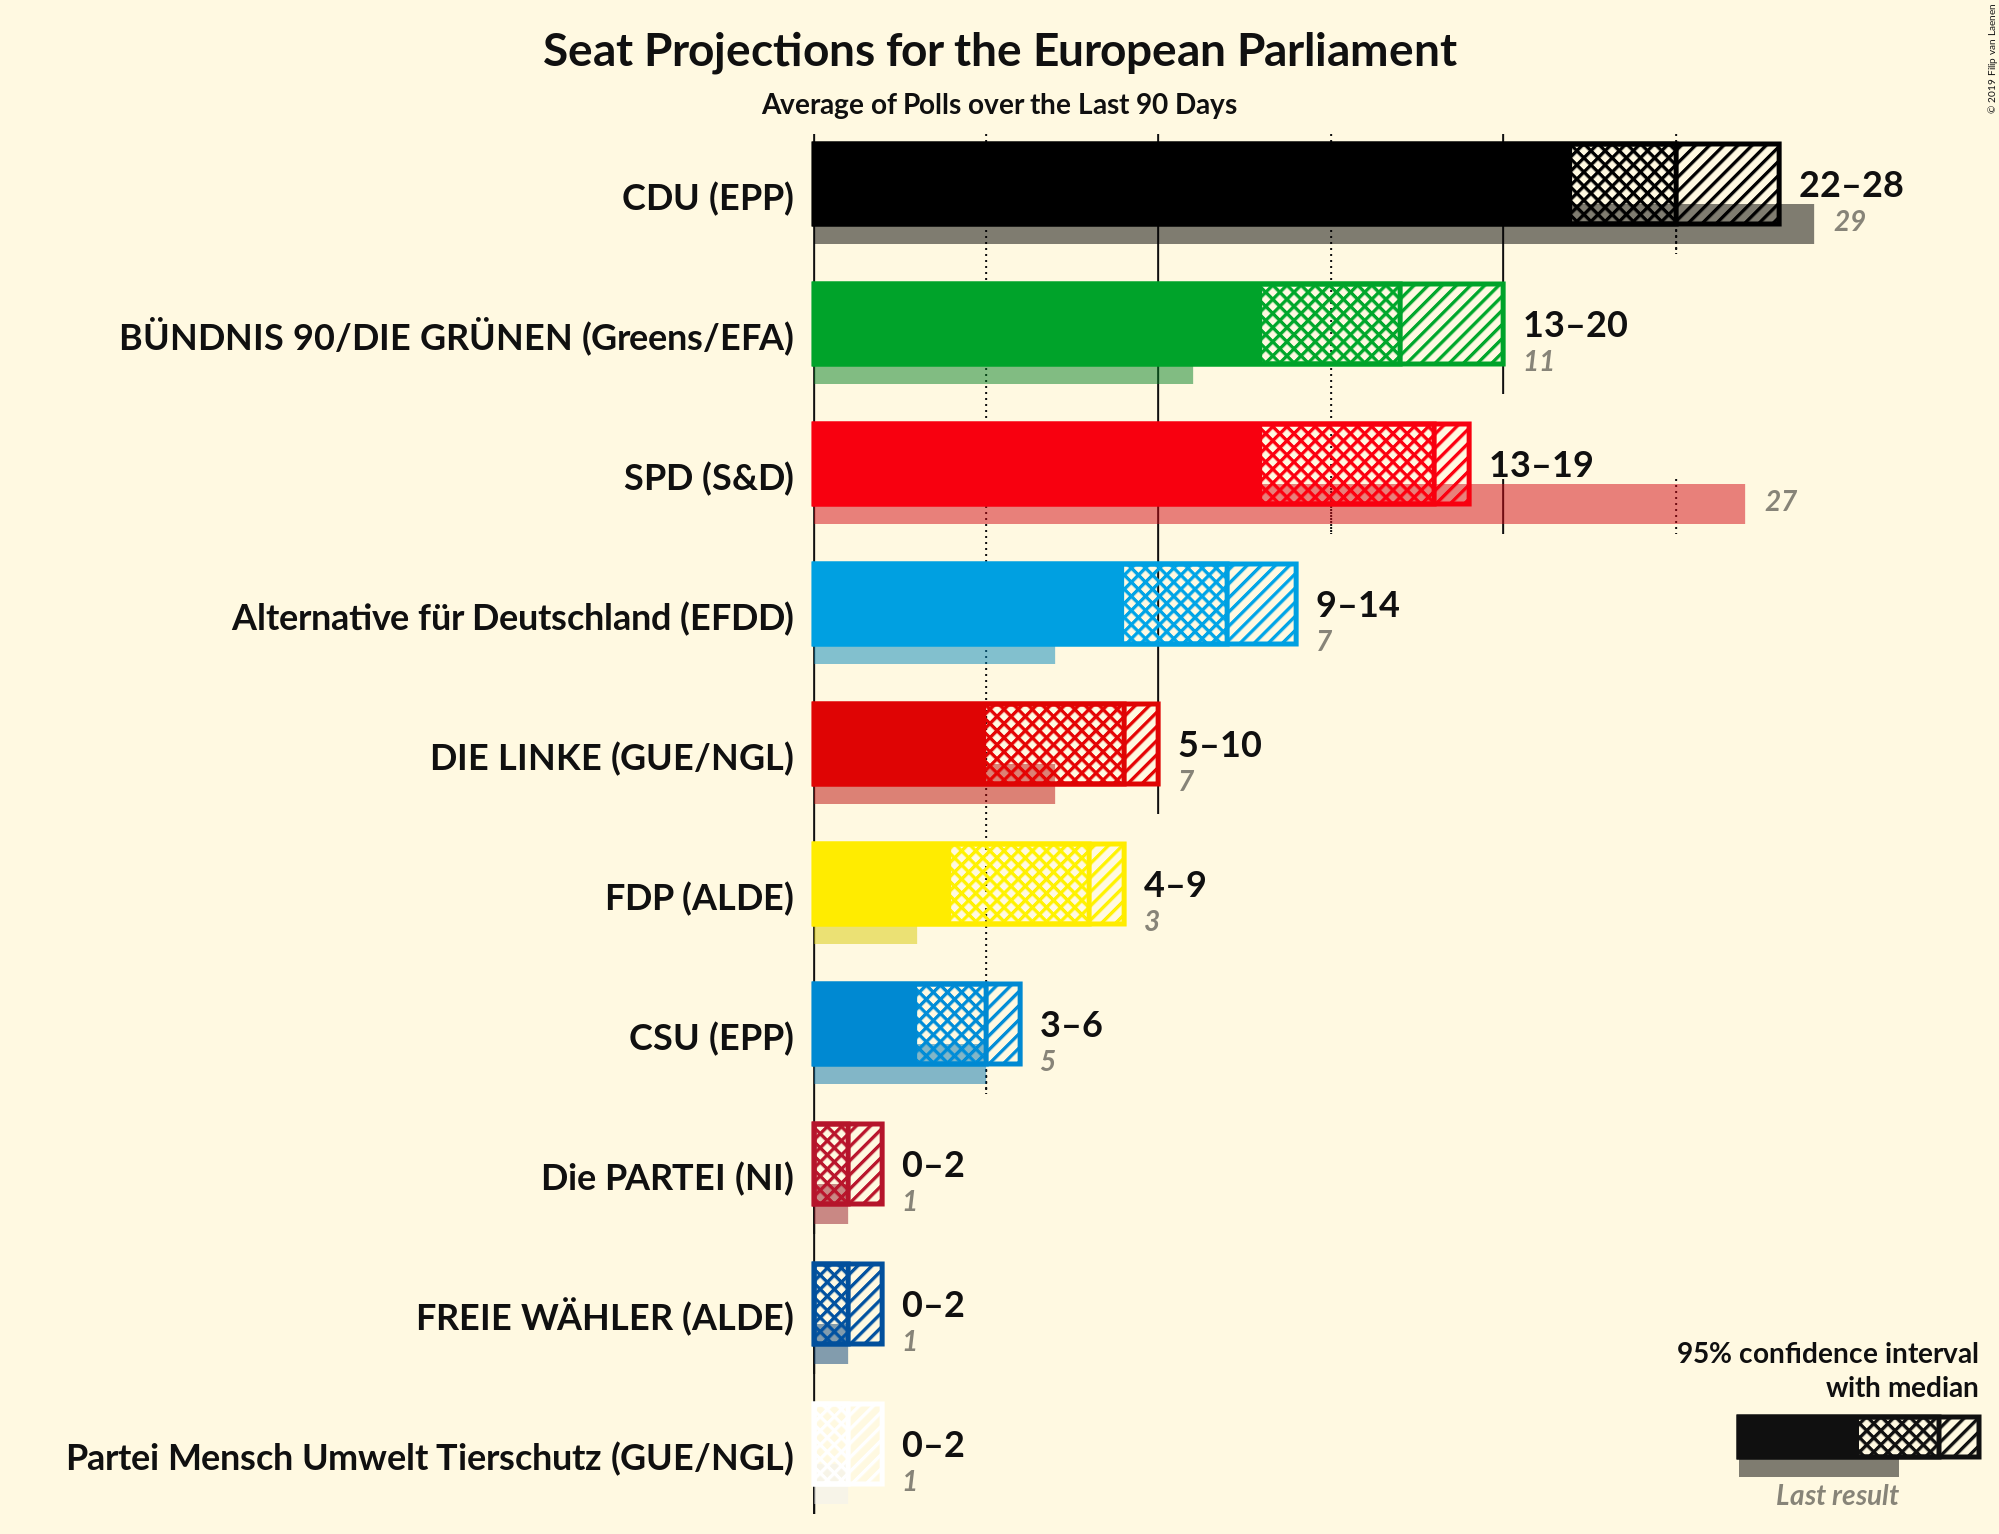 Seat Projections for the European Parliament
Average of Polls over the Last 90 Days
© 2019 Filip van Laenen
CDU (EPP)
22–28
29
BÜNDNIS 90/DIE GRÜNEN (Greens/EFA)
13–20
11
SPD (S&D)
13–19
27
Alternative für Deutschland (EFDD)
9–14
7
DIE LINKE (GUE/NGL)
5–10
7
FDP (ALDE)
4–9
3
CSU (EPP)
3–6
5
Die PARTEI (NI)
0–2
1
FREIE WÄHLER (ALDE)
0–2
1
Partei Mensch Umwelt Tierschutz (GUE/NGL)
0–2
1
95% confidence interval
with median
Last result